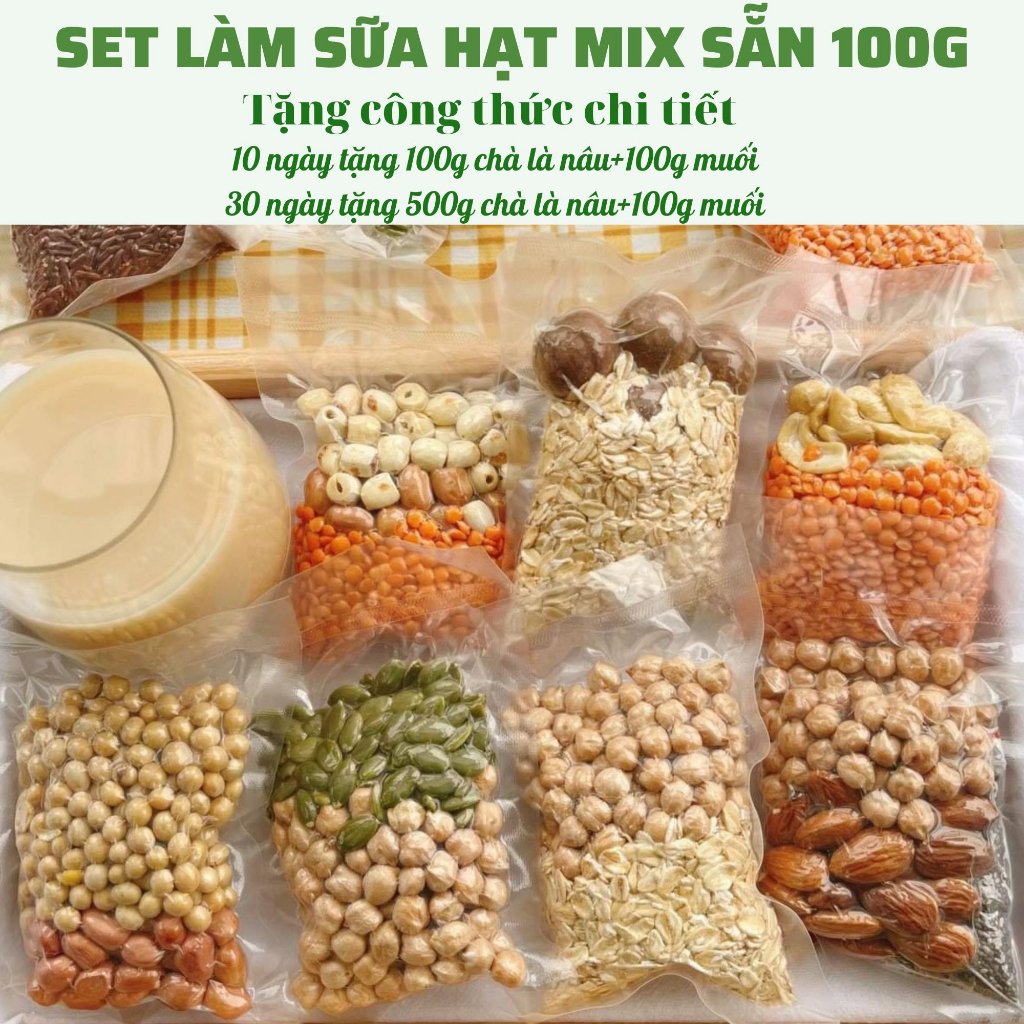 SET LÀM SỮA HẠT MIX SẴN 100G
Tặng công thức chi tiết
10 ngày tặng 100g chà là nâu+100g muối
30 ngày tặng 500g chà là nâu+100g muối